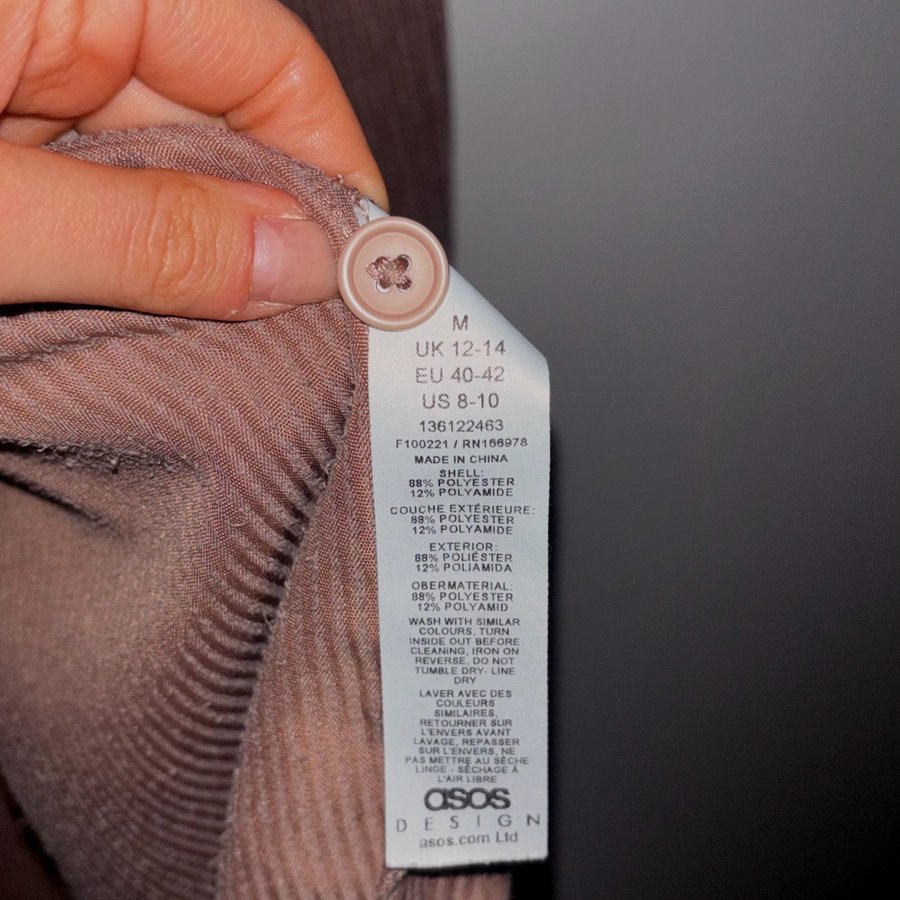 M
UK 12-14
EU 40-42
US 8-10
136122463
F100221 / RN166978
MADE IN CHINA
SHELL:
88% POLYESTER
12% POLYAMIDE
COUCHE EXTÉRIEURE:
88% POLYESTER
12% POLYAMIDE
EXTERIOR:
88% POLIÉSTER
12% POLIAMIDA
OBERMATERIAL:
88% POLYESTER
12% POLYAMID
WASH WITH SIMILAR
COLOURS, TURN
INSIDE OUT BEFORE
CLEANING, IRON ON
REVERSE, DO NOT
TUMBLE DRY- LINE
DRY
LAVER AVEC DES
COULEURS
SIMILAIRES,
RETOURNER SUR
L'ENVERS AVANT
LAVAGE, REPASSER
SUR L'ENVERS, NE
PAS METTRE AU SÈCHE
LINGE - SÉCHAGE À
L'AIR LIBRE
asos
DESIGN
asos.com Ltd